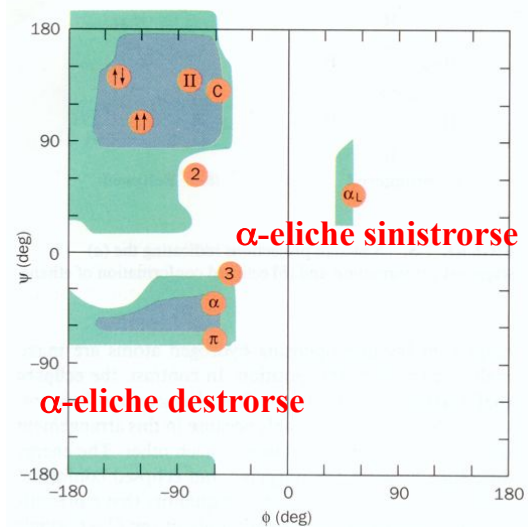 180
↑↓
II
C
↑↑
90
2
αL
α-eliche sinistrorse
0
ψ (deg)
3
α
π
-90
α-eliche destrorse
-180
-180
-90
0
90
180
ϕ (deg)